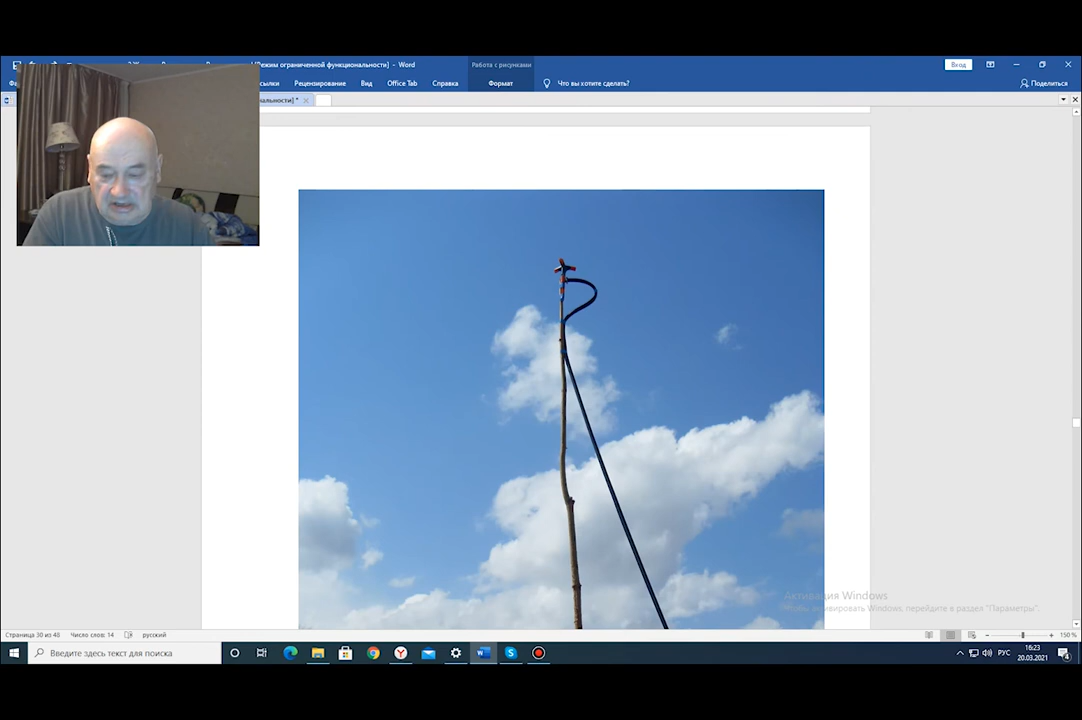 [Режим ограниченной функциональности] - Word
Работа с рисунками
Вход
Рецензирование
Вид
Office Tab
Справка
Формат
Что вы хотите сделать?
Поделиться
Активация Windows
Чтобы активировать Windows, перейдите в раздел "Параметры".
Страница 30 из 48
Число слов: 14
русский
150 %
Введите здесь текст для поиска
РУС
16:23
20.03.2021